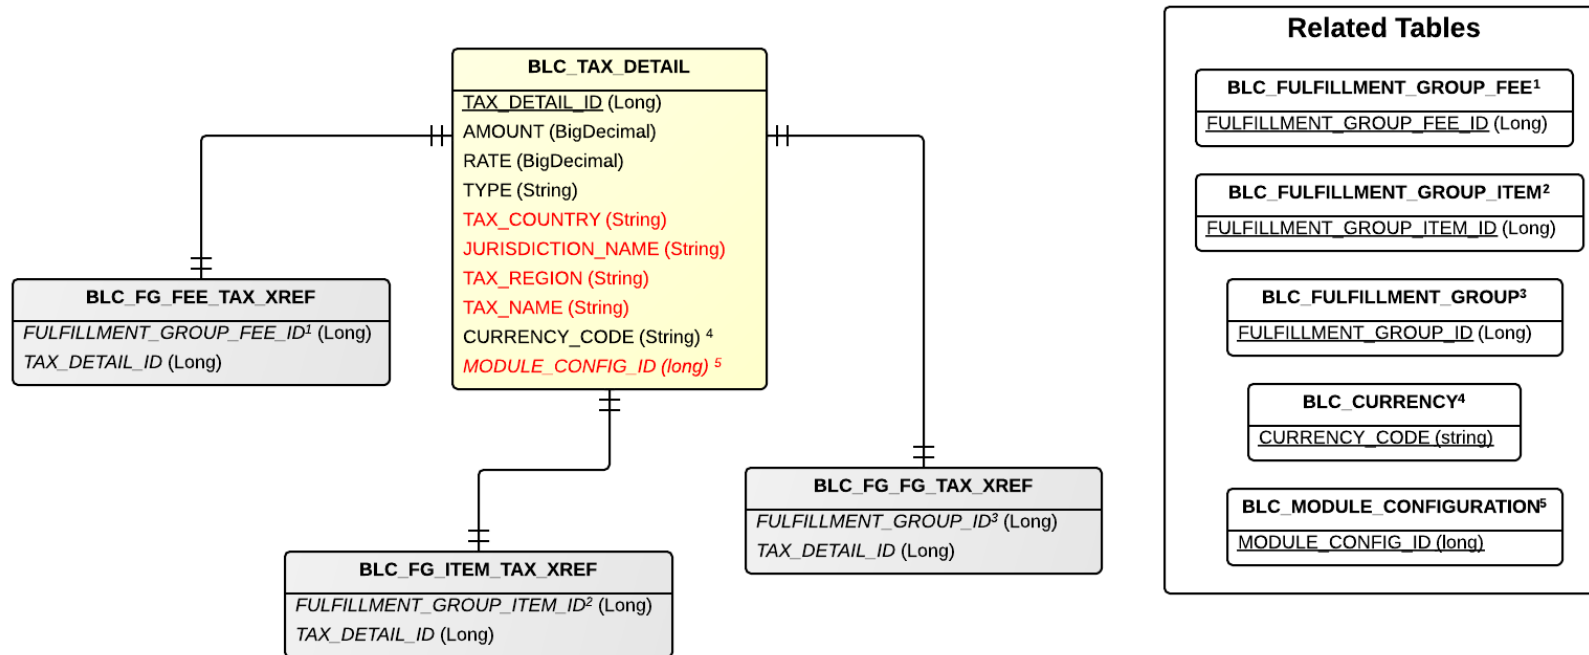 BLC_TAX_DETAIL
TAX_DETAIL_ID (Long)
AMOUNT (BigDecimal)
RATE (BigDecimal)
TYPE (String)
TAX_COUNTRY (String)
JURISDICTION_NAME (String)
TAX_REGION (String)
TAX_NAME (String)
CURRENCY_CODE (String) ⁴
MODULE_CONFIG_ID (long) ⁵
BLC_FG_FEE_TAX_XREF
FULFILLMENT_GROUP_FEE_ID¹ (Long)
TAX_DETAIL_ID (Long)
BLC_FG_ITEM_TAX_XREF
FULFILLMENT_GROUP_ITEM_ID² (Long)
TAX_DETAIL_ID (Long)
BLC_FG_FG_TAX_XREF
FULFILLMENT_GROUP_ID³ (Long)
TAX_DETAIL_ID (Long)
Related Tables
BLC_FULFILLMENT_GROUP_FEE¹
FULFILLMENT_GROUP_FEE_ID (Long)
BLC_FULFILLMENT_GROUP_ITEM²
FULFILLMENT_GROUP_ITEM_ID (Long)
BLC_FULFILLMENT_GROUP³
FULFILLMENT_GROUP_ID (Long)
BLC_CURRENCY⁴
CURRENCY_CODE (string)
BLC_MODULE_CONFIGURATION⁵
MODULE_CONFIG_ID (long)